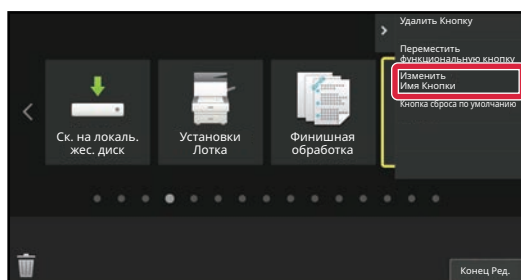 Удалить Кнопку
Переместить
функциональную кнопку
Изменить
Имя Кнопки
Кнопка сброса по умолчанию
Ск. на локаль.
жес. диск
Установки
Лотка
Финишная
обработка
Конец Ред.